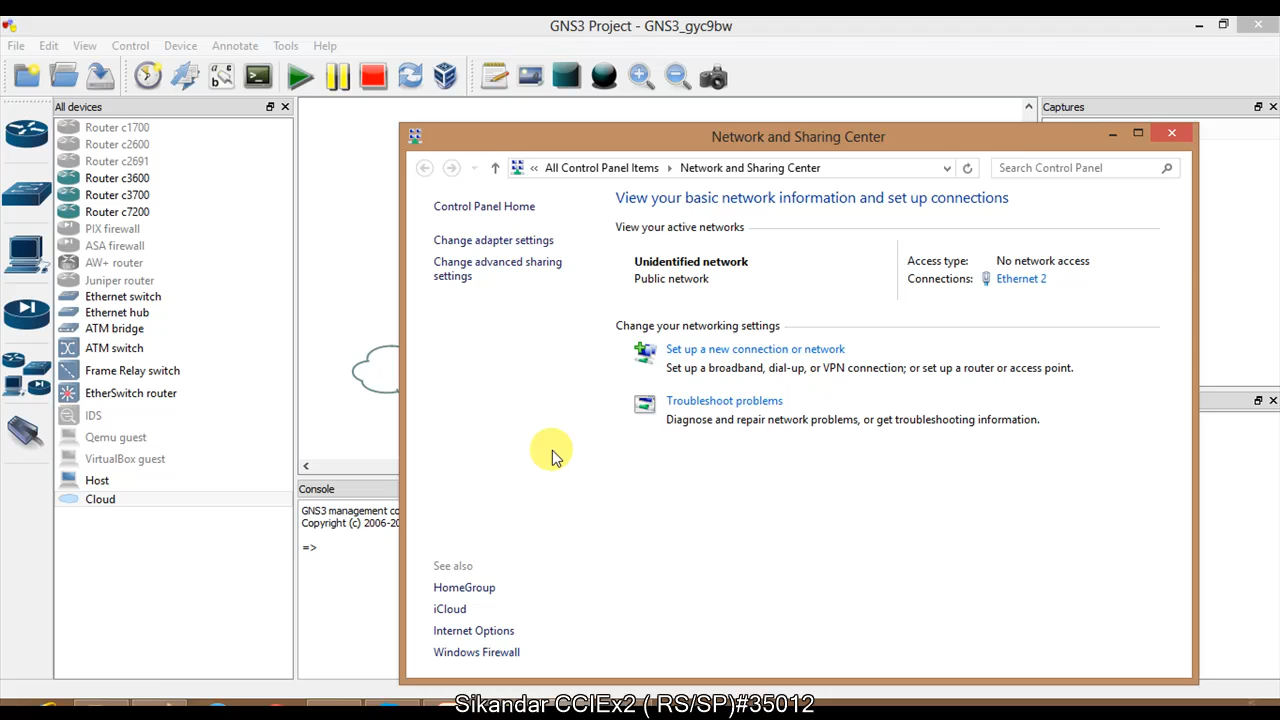 GNS3 Project - GNS3_gyc9bw
File Edit View Control Device Annotate Tools Help
All devices
Router c1700
Router c2600
Router c2691
Router c3600
Router c3700
Router c7200
PIX firewall
ASA firewall
AW+ router
Juniper router
Ethernet switch
Ethernet hub
ATM bridge
ATM switch
Frame Relay switch
EtherSwitch router
IDS
Qemu guest
VirtualBox guest
Host
Cloud
Captures
Console
GNS3 management co
Copyright (c) 2006-20
=>
Network and Sharing Center
« All Control Panel Items Network and Sharing Center
Search Control Panel
Control Panel Home
Change adapter settings
Change advanced sharing
settings
View your basic network information and set up connections
View your active networks
Unidentified network
Public network
Access type: No network access
Connections: Ethernet 2
Change your networking settings
Set up a new connection or network
Set up a broadband, dial-up, or VPN connection; or set up a router or access point.
Troubleshoot problems
Diagnose and repair network problems, or get troubleshooting information.
See also
HomeGroup
iCloud
Internet Options
Windows Firewall
Sikandar CCIEx2 ( RS/SP)#35012